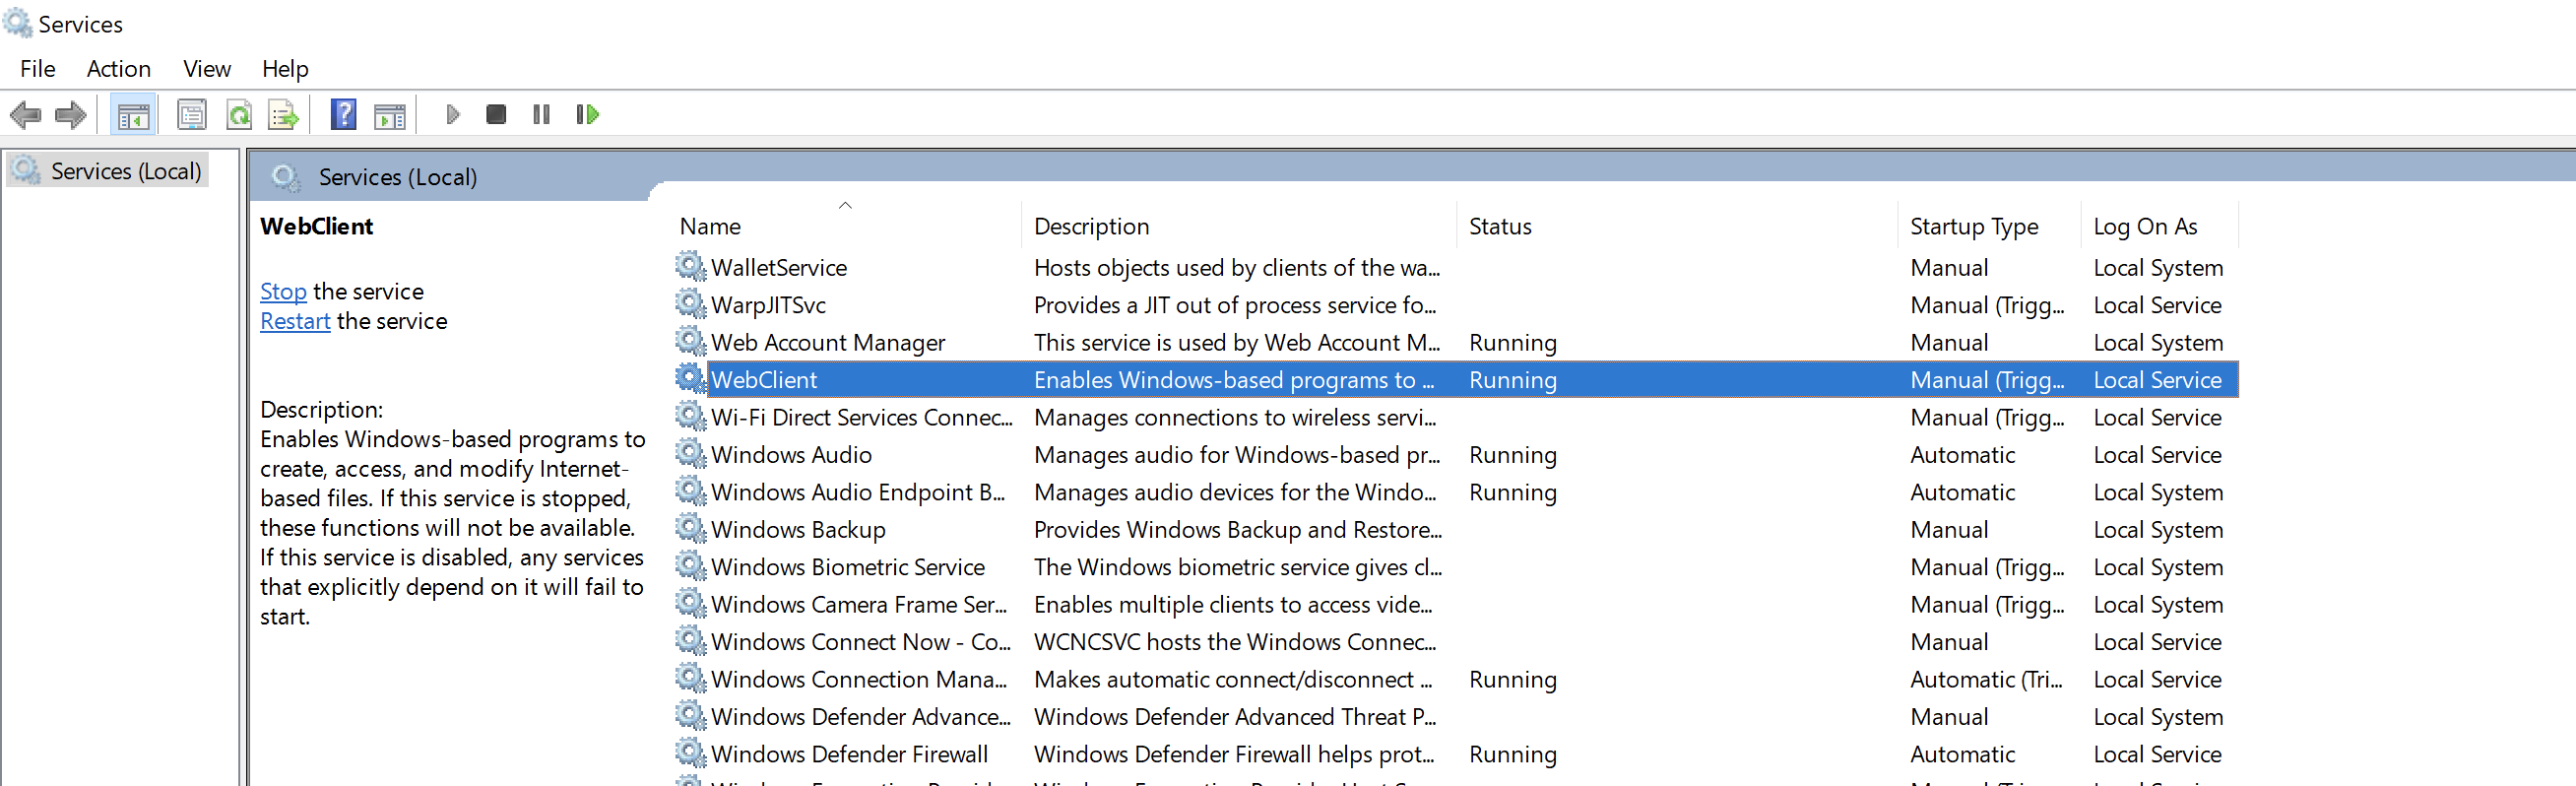 Services
File Action View Help
Services (Local)
Services (Local)
WebClient
Stop the service
Restart the service
Description:
Enables Windows-based programs to
create, access, and modify Internet-
based files. If this service is stopped,
these functions will not be available.
If this service is disabled, any services
that explicitly depend on it will fail to
start.
Name Description Status Startup Type Log On As
WalletService Hosts objects used by clients of the wa... Manual Local System
WarpJITSvc Provides a JIT out of process service fo... Manual (Trigg... Local Service
Web Account Manager This service is used by Web Account M... Running Manual Local System
WebClient Enables Windows-based programs to ... Running Manual (Trigg... Local Service
Wi-Fi Direct Services Connec... Manages connections to wireless servi... Manual (Trigg... Local Service
Windows Audio Manages audio for Windows-based pr... Running Automatic Local Service
Windows Audio Endpoint B... Manages audio devices for the Windo... Running Automatic Local System
Windows Backup Provides Windows Backup and Restore... Manual Local System
Windows Biometric Service The Windows biometric service gives cl... Manual (Trigg... Local System
Windows Camera Frame Ser... Enables multiple clients to access vide... Manual (Trigg... Local System
Windows Connect Now - Co... WCNCSVC hosts the Windows Connec... Manual Local Service
Windows Connection Mana... Makes automatic connect/disconnect ... Running Automatic (Tri... Local Service
Windows Defender Advance... Windows Defender Advanced Threat P... Manual Local System
Windows Defender Firewall Windows Defender Firewall helps prot... Running Automatic Local Service